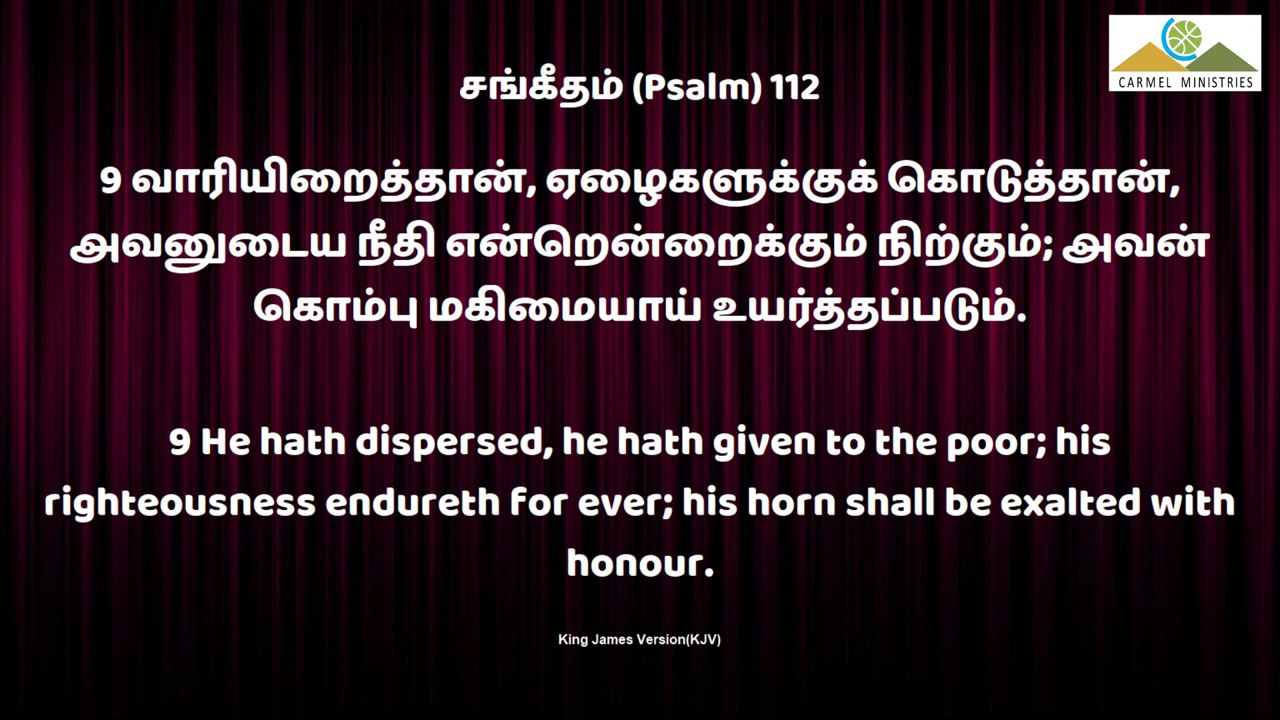 CARMEL MINISTRIES
சங்கீதம் (Psalm) 112
9 வாரியிறைத்தான், ஏழைகளுக்குக் கொடுத்தான்,
அவனுடைய நீதி என்றென்றைக்கும் நிற்கும்; அவன்
கொம்பு மகிமையாய் உயர்த்தப்படும்.
9 He hath dispersed, he hath given to the poor; his
righteousness endureth for ever; his horn shall be exalted with
honour.
King James Version(KJV)